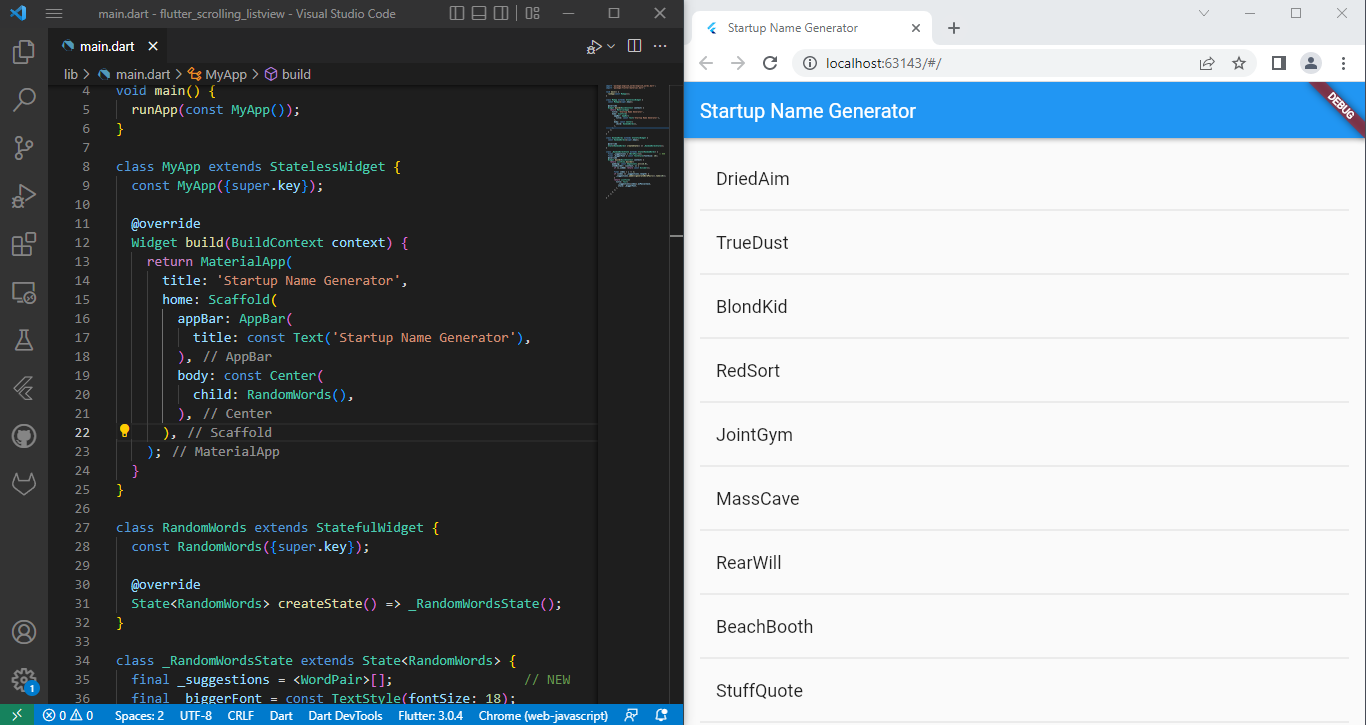 main.dart - flutter_scrolling_listview - Visual Studio Code
main.dart
lib > main.dart > MyApp > build
4 void main() {
5 runApp(const MyApp());
6 }
7
8 class MyApp extends StatelessWidget {
9 const MyApp({super.key});
10
11 @override
12 Widget build(BuildContext context) {
13 return MaterialApp(
14 title: 'Startup Name Generator',
15 home: Scaffold(
16 appBar: AppBar(
17 title: const Text('Startup Name Generator'),
18 ), // AppBar
19 body: const Center(
20 child: RandomWords(),
21 ), // Center
22 ), // Scaffold
23 ); // MaterialApp
24 }
25 }
26
27 class RandomWords extends StatefulWidget {
28 const RandomWords({super.key});
29
30 @override
31 State<RandomWords> createState() => _RandomWordsState();
32 }
33
34 class _RandomWordsState extends State<RandomWords> {
35 final _suggestions = <WordPair>[]; // NEW
36 final _biggerFont = const TextStyle(fontSize: 18);
1
0 0 Spaces: 2 UTF-8 CRLF Dart Dart DevTools Flutter: 3.0.4 Chrome (web-javascript)
Startup Name Generator
localhost:63143/#/
Startup Name Generator
DEBUG
DriedAim
TrueDust
BlondKid
RedSort
JointGym
MassCave
RearWill
BeachBooth
StuffQuote